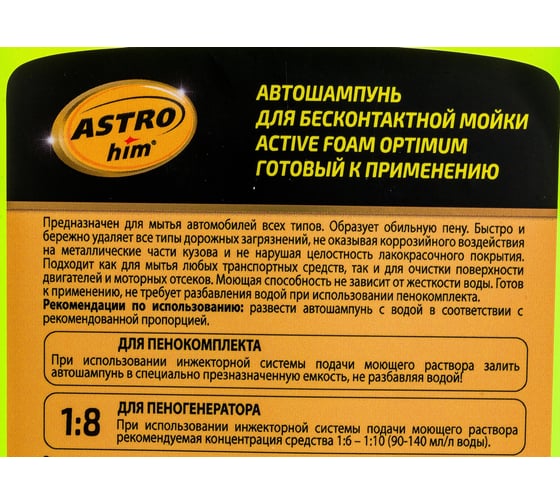 ASTRO
him®
АВТОШАМПУНЬ
ДЛЯ БЕСКОНТАКТНОЙ МОЙКИ
ACTIVE FOAM OPTIMUM
ГОТОВЫЙ К ПРИМЕНЕНИЮ
Предназначен для мытья автомобилей всех типов. Образует обильную пену. Быстро и
бережно удаляет все типы дорожных загрязнений, не оказывая коррозийного воздействия
на металлические части кузова и не нарушая целостность лакокрасочного покрытия.
Подходит как для мытья любых транспортных средств, так и для очистки поверхности
двигателей и моторных отсеков. Моющая способность не зависит от жесткости воды. Готов
к применению, не требует разбавления водой при использовании пенокомплекта.
Рекомендации по использованию: развести автошампунь с водой в соответствии с
рекомендованной пропорцией.
ДЛЯ ПЕНОКОМПЛЕКТА
При использовании инжекторной системы подачи моющего раствора залить
автошампунь в специально презназначенную емкость, не разбавляя водой!
1:8
ДЛЯ ПЕНОГЕНЕРАТОРА
При использовании инжекторной системы подачи моющего раствора
рекомендуемая концентрация средства 1:6 – 1:10 (90-140 мл/л воды).